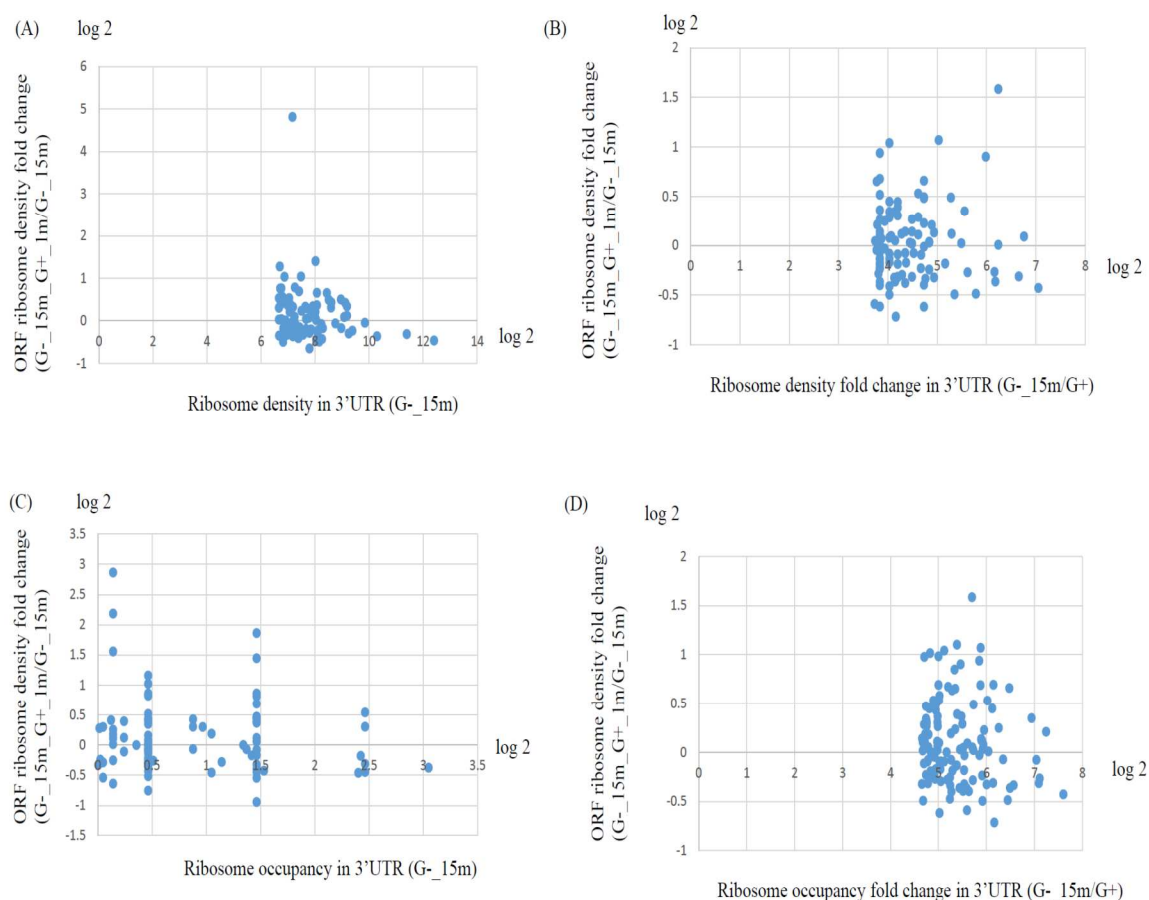 (A)
log 2
ORF ribosome density fold change
(G-_15m_G+_1m/G-_15m)
6
5
4
3
2
1
0
-1
0 2 4 6 8 10 12 14
log 2
Ribosome density in 3'UTR (G-_15m)
(B)
log 2
ORF ribosome density fold change
(G-_15m_G+_1m/G-_15m)
2
1.5
1
0.5
0
-0.5
-1
0 1 2 3 4 5 6 7 8
log 2
Ribosome density fold change in 3'UTR (G-_15m/G+)
(C)
log 2
ORF ribosome density fold change
(G-_15m_G+_1m/G-_15m)
3.5
3
2.5
2
1.5
1
0.5
0
-0.5
-1
-1.5
0 0.5 1 1.5 2 2.5 3 3.5
log 2
Ribosome occupancy in 3'UTR (G-_15m)
(D)
log 2
ORF ribosome density fold change
(G-_15m_G+_1m/G-_15m)
2
1.5
1
0.5
0
-0.5
-1
0 1 2 3 4 5 6 7 8
log 2
Ribosome occupancy fold change in 3'UTR (G- 15m/G+)